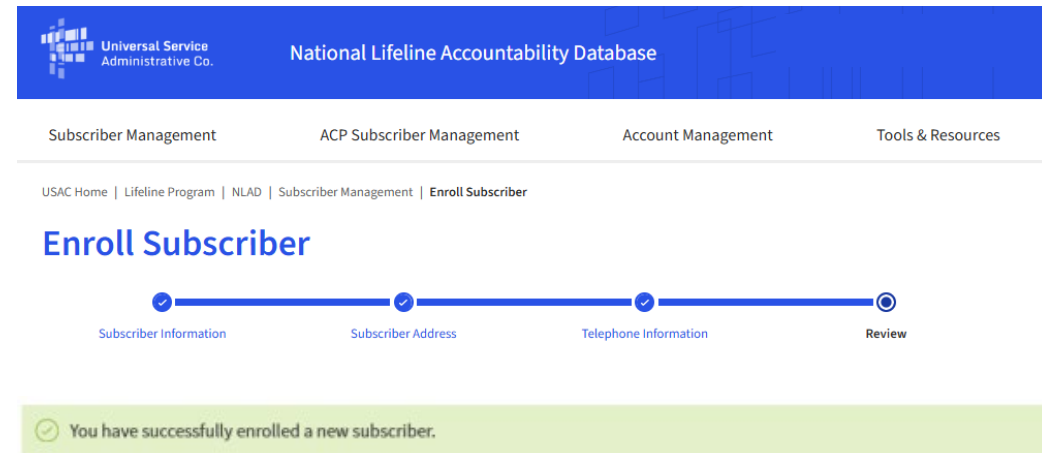 Universal Service
Administrative Co.
National Lifeline Accountability Database
Subscriber Management ACP Subscriber Management Account Management Tools & Resources
USAC Home | Lifeline Program | NLAD | Subscriber Management | Enroll Subscriber
Enroll Subscriber
Subscriber Information Subscriber Address Telephone Information Review
You have successfully enrolled a new subscriber.